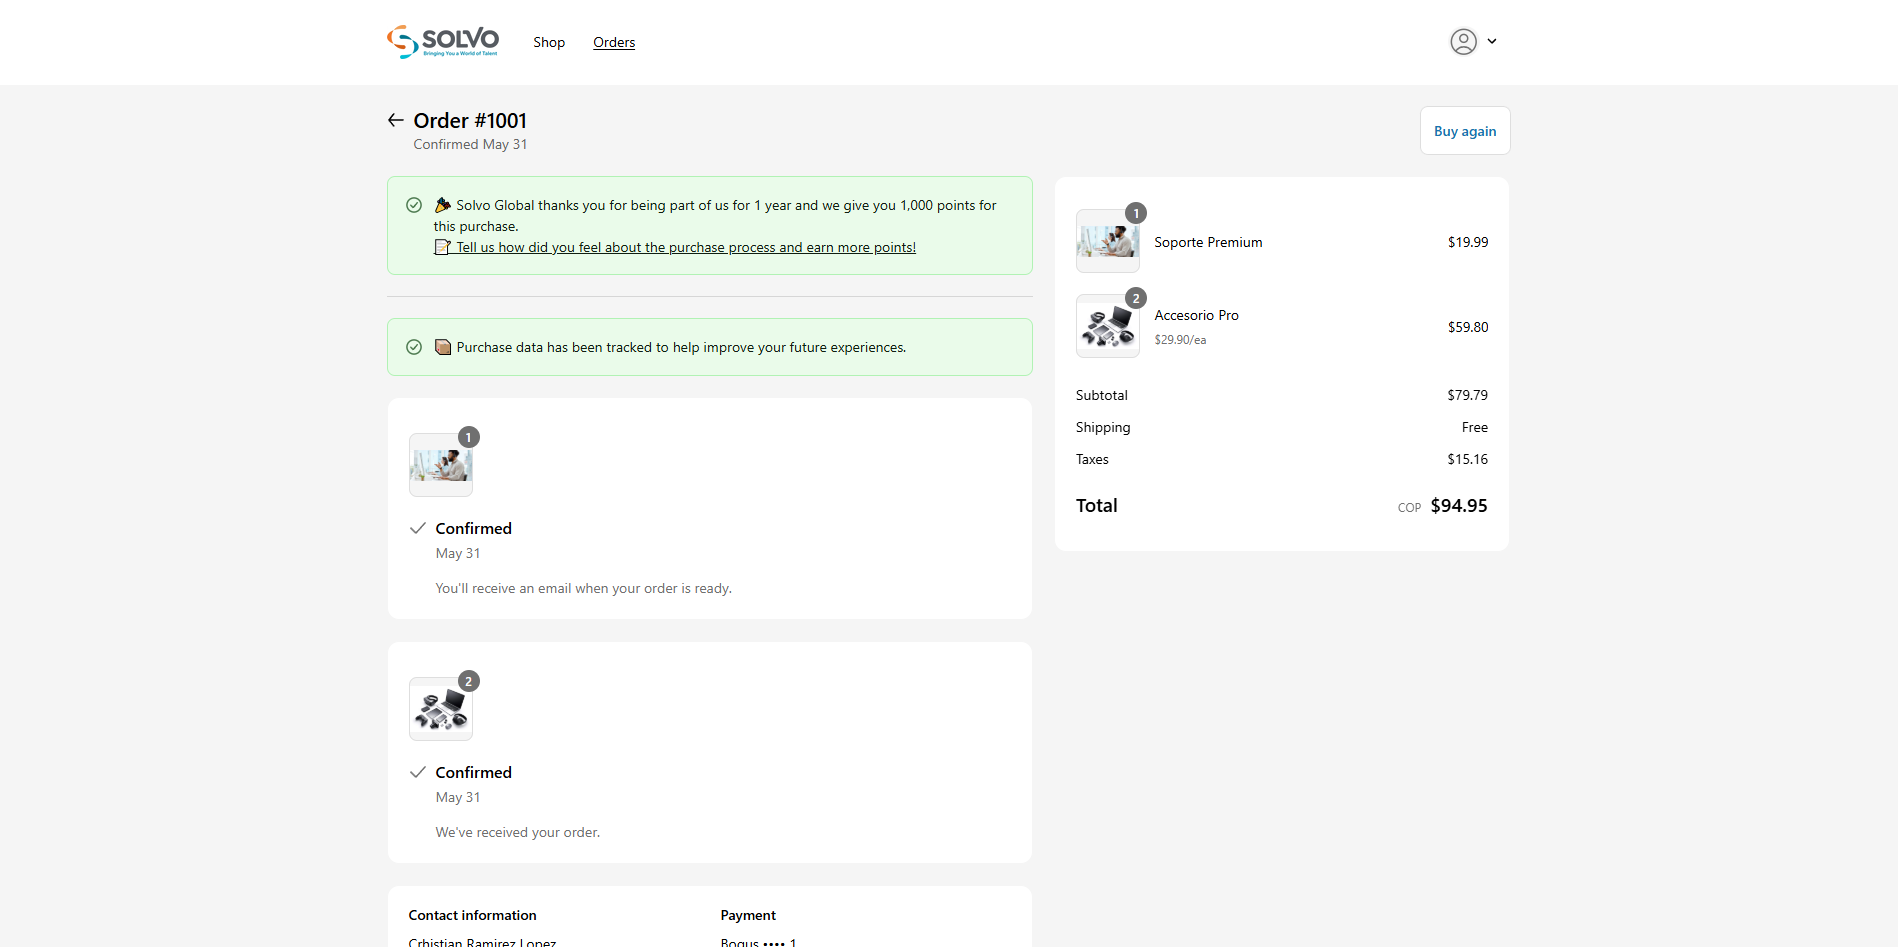 SOLVO
Bringing You a World of Talent
Shop
Orders
Order #1001
Confirmed May 31
Buy again
Solvo Global thanks you for being part of us for 1 year and we give you 1,000 points for
this purchase.
Tell us how did you feel about the purchase process and earn more points!
Purchase data has been tracked to help improve your future experiences.
1
Confirmed
May 31
You'll receive an email when your order is ready.
2
Confirmed
May 31
We've received your order.
Contact information
Crhistian Ramirez Lopez
Payment
Bogus •••• 1
1
Soporte Premium
$19.99
2
Accesorio Pro
$29.90/ea
$59.80
Subtotal
$79.79
Shipping
Free
Taxes
$15.16
Total
COP $94.95